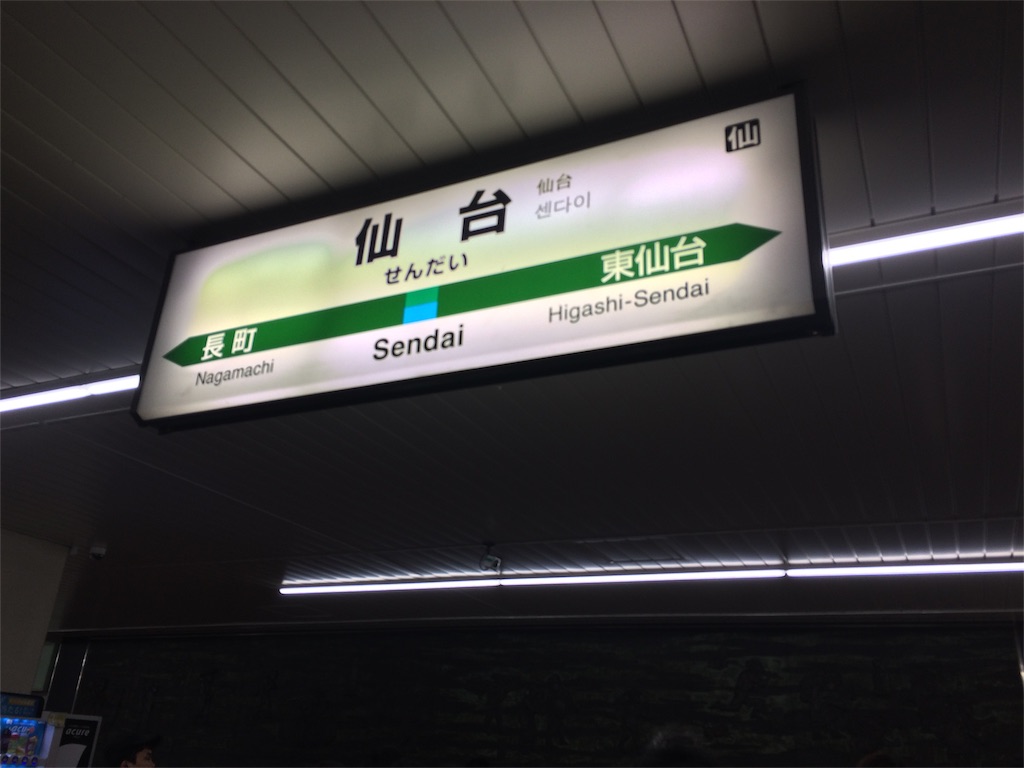 仙
仙台
仙台
센다이
せんだい
長町
東仙台
Nagamachi
Sendai
Higashi-Sendai
acure